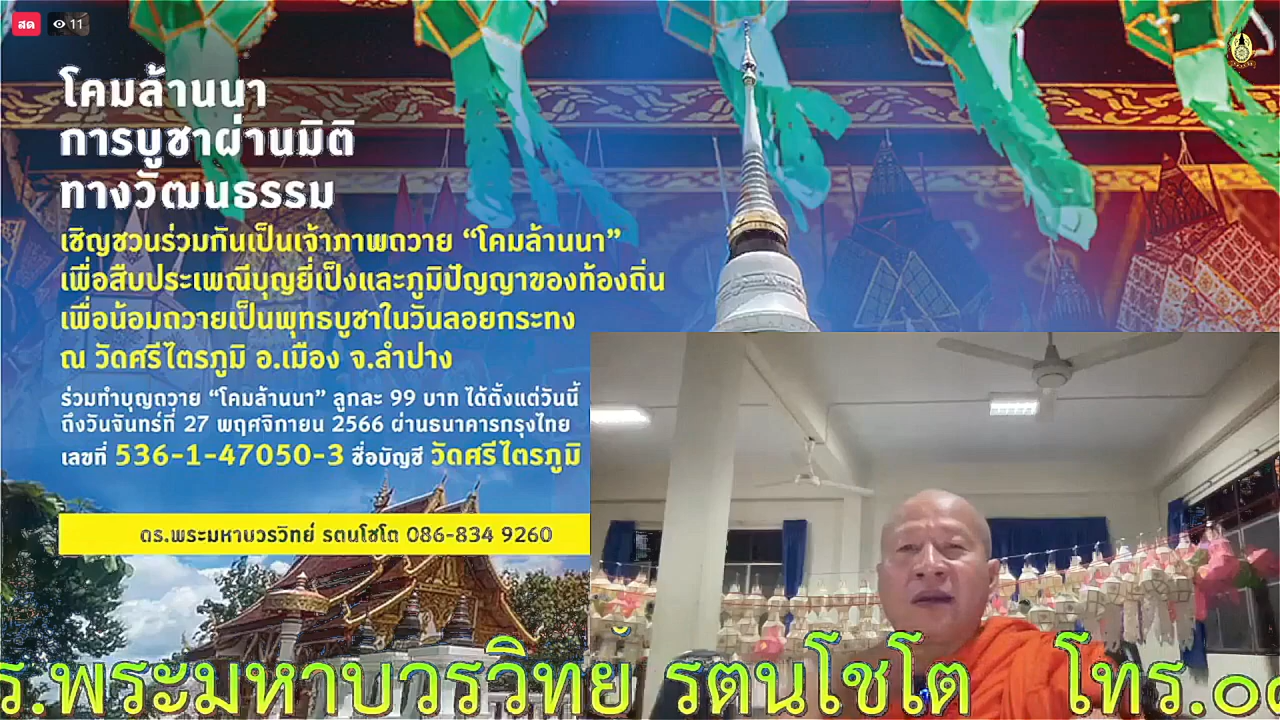 สด
11
โคมล้านนา
การบูชาผ่านมิติ
ทางวัฒนธรรม
เชิญชวนร่วมกันเป็นเจ้าภาพถวาย “โคมล้านนา”
เพื่อสืบประเพณีบุญยี่เป็งและภูมิปัญญาของท้องถิ่น
เพื่อน้อมถวายเป็นพุทธบูชาในวันลอยกระทง
ณ วัดศรีไตรภูมิ อ.เมือง จ.ลำปาง
ร่วมทำบุญถวาย “โคมล้านนา” ลูกละ 99 บาท ได้ตั้งแต่วันนี้
ถึงวันจันทร์ที่ 27 พฤศจิกายน 2566 ผ่านธนาคารกรุงไทย
เลขที่ 536-1-47050-3 ชื่อบัญชี วัดศรีไตรภูมิ
ดร.พระมหาบวรวิทย์ รตนโชโต 086-834 9260
ร.พระมหาบวรวิทย์ รตนโชโต โทร.๐๘